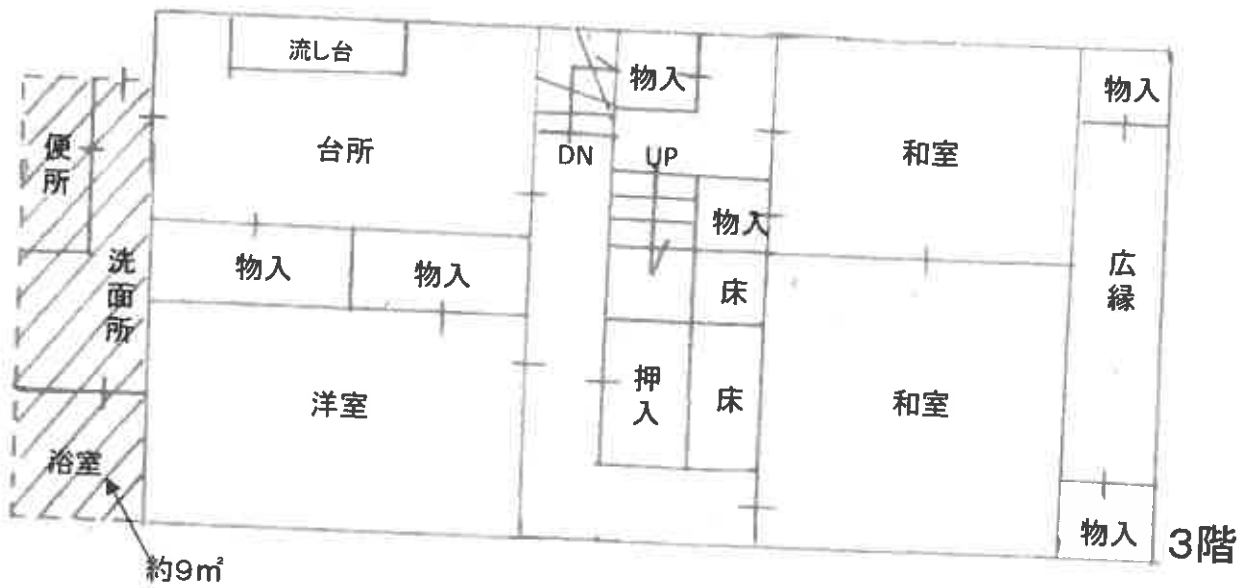 流し台
物入
物入
便所
台所
DN
UP
和室
物入
洗面所
物入
物入
床
広縁
洋室
押入
床
和室
浴室
物入
3階
約9㎡